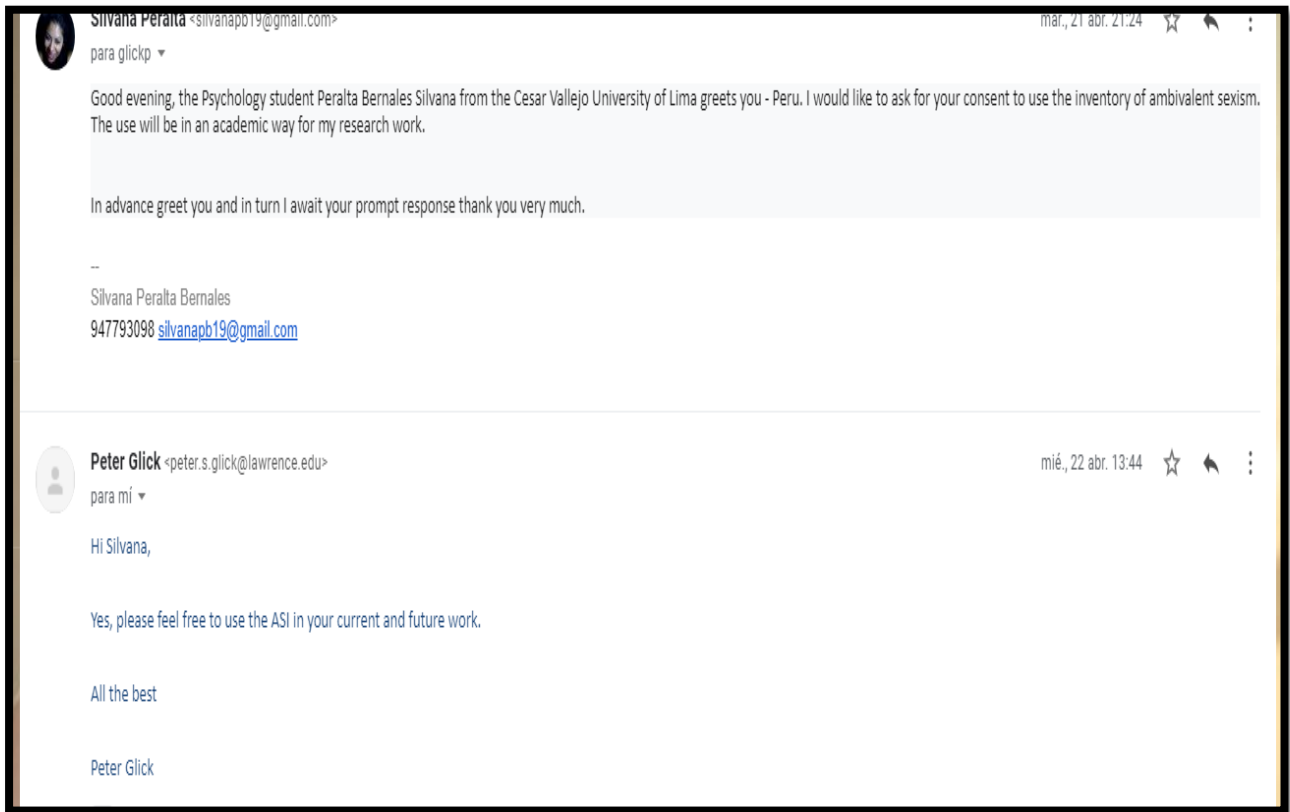 Silvana Peralta <silvanapb19@gmail.com> mar., 21 abr. 21:24
para glickp
Good evening, the Psychology student Peralta Bernales Silvana from the Cesar Vallejo University of Lima greets you - Peru. I would like to ask for your consent to use the inventory of ambivalent sexism.
The use will be in an academic way for my research work.
In advance greet you and in turn I await your prompt response thank you very much.
--
Silvana Peralta Bernales
947793098 silvanapb19@gmail.com
Peter Glick <peter.s.glick@lawrence.edu> mié., 22 abr. 13:44
para mí
Hi Silvana,
Yes, please feel free to use the ASI in your current and future work.
All the best
Peter Glick